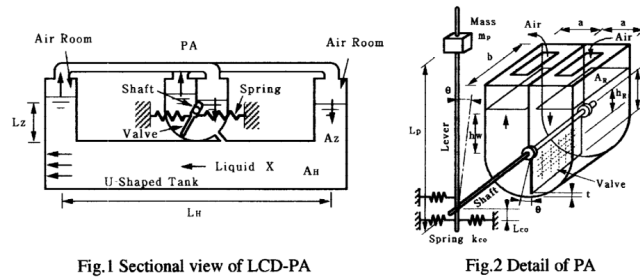 Air Room
PA
Air Room
Shaft
Spring
Valve
Lz
Az
Liquid X
AH
U-Shaped Tank
LH
Fig.1 Sectional view of LCD-PA
Mass
mp
Air
a
a
Air
b
AR
hR
θ
Lp
Lever
hw
Shaft
Valve
t
θ
Lco
Spring kco
Fig.2 Detail of PA